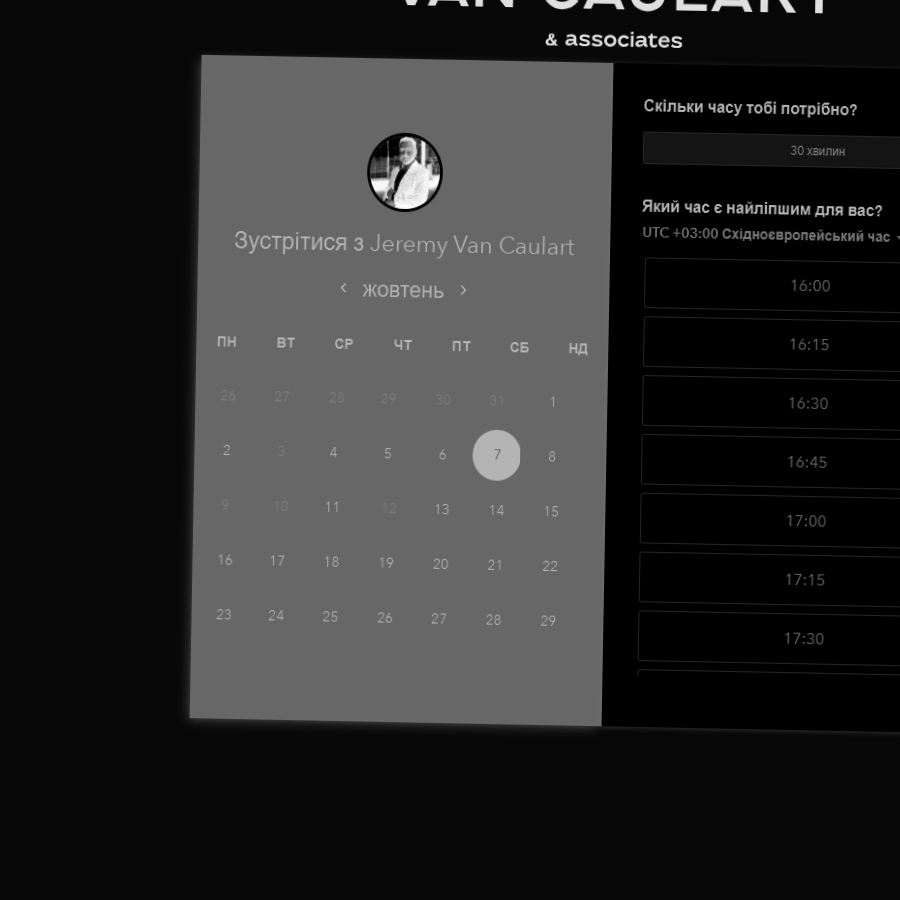 VAN CAULART
& associates
Зустрітися з Jeremy Van Caulart
‹ жовтень ›
ПН ВТ СР ЧТ ПТ СБ НД
26 27 28 29 30 31 1
2 3 4 5 6 7 8
9 10 11 12 13 14 15
16 17 18 19 20 21 22
23 24 25 26 27 28 29
Скільки часу тобі потрібно?
30 хвилин
Який час є найліпшим для вас?
UTC +03:00 Східноєвропейський час
16:00
16:15
16:30
16:45
17:00
17:15
17:30